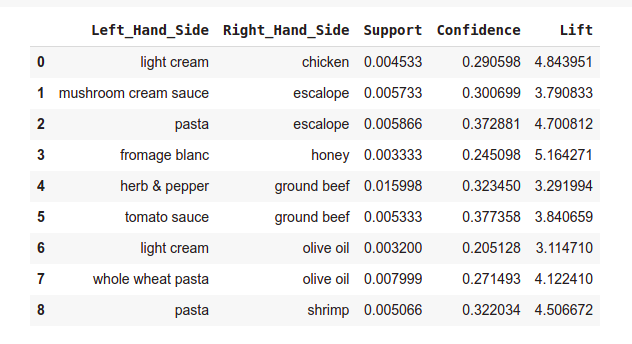 Left_Hand_Side Right_Hand_Side Support Confidence Lift
0 light cream chicken 0.004533 0.290598 4.843951
1 mushroom cream sauce escalope 0.005733 0.300699 3.790833
2 pasta escalope 0.005866 0.372881 4.700812
3 fromage blanc honey 0.003333 0.245098 5.164271
4 herb & pepper ground beef 0.015998 0.323450 3.291994
5 tomato sauce ground beef 0.005333 0.377358 3.840659
6 light cream olive oil 0.003200 0.205128 3.114710
7 whole wheat pasta olive oil 0.007999 0.271493 4.122410
8 pasta shrimp 0.005066 0.322034 4.506672